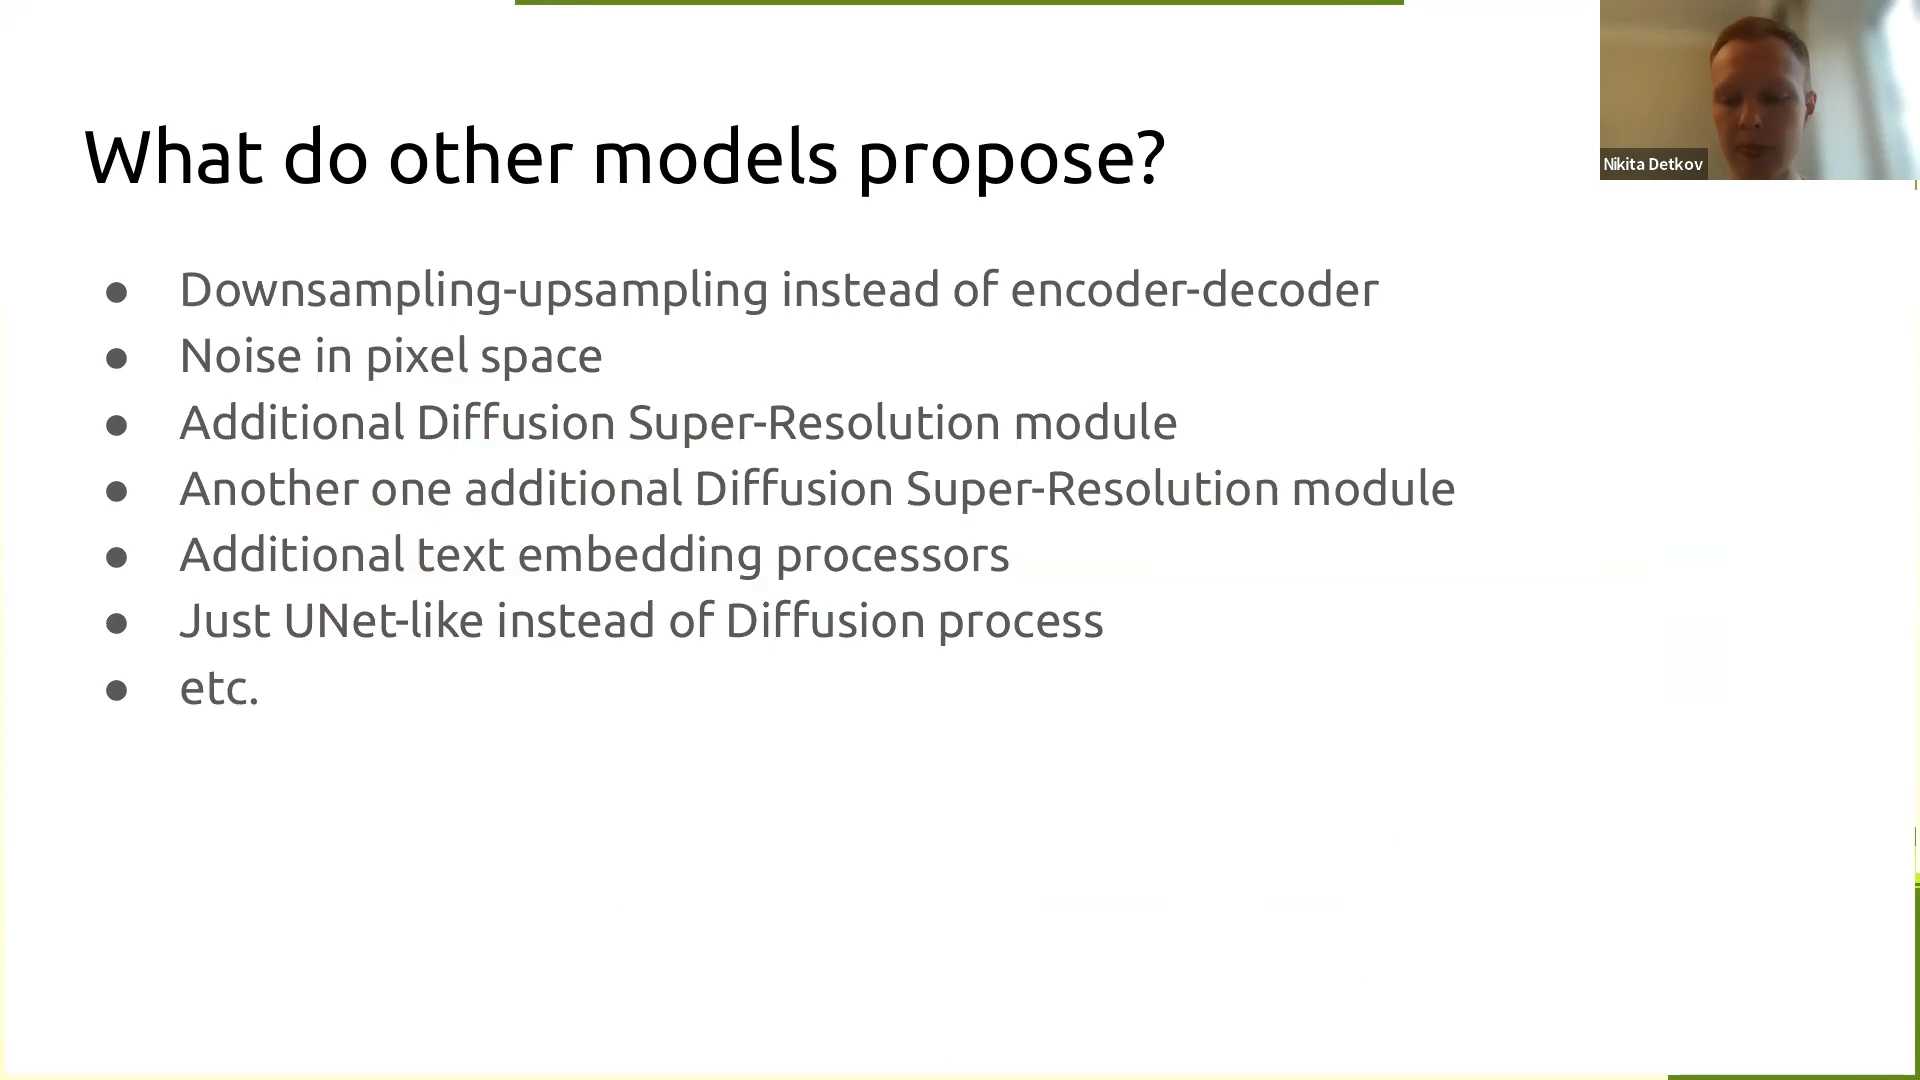 What do other models propose?
Nikita Detkov
● Downsampling-upsampling instead of encoder-decoder
● Noise in pixel space
● Additional Diffusion Super-Resolution module
● Another one additional Diffusion Super-Resolution module
● Additional text embedding processors
● Just UNet-like instead of Diffusion process
● etc.